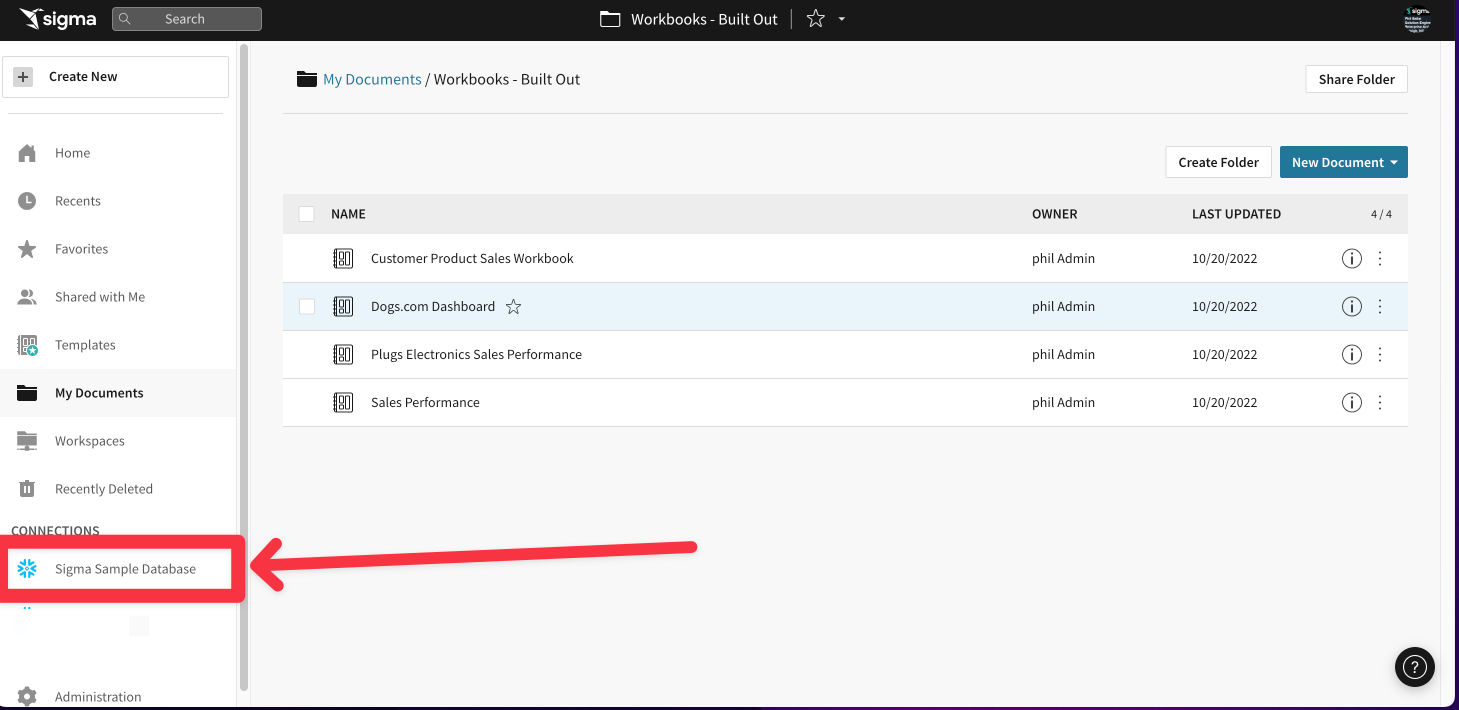 sigma
Search
Workbooks - Built Out
Create New
My Documents / Workbooks - Built Out
Share Folder
Home
Recents
Favorites
Shared with Me
Templates
My Documents
Workspaces
Recently Deleted
CONNECTIONS
Sigma Sample Database
Administration
Create Folder
New Document
NAME
OWNER
LAST UPDATED
4 / 4
Customer Product Sales Workbook
phil Admin
10/20/2022
Dogs.com Dashboard
phil Admin
10/20/2022
Plugs Electronics Sales Performance
phil Admin
10/20/2022
Sales Performance
phil Admin
10/20/2022
?